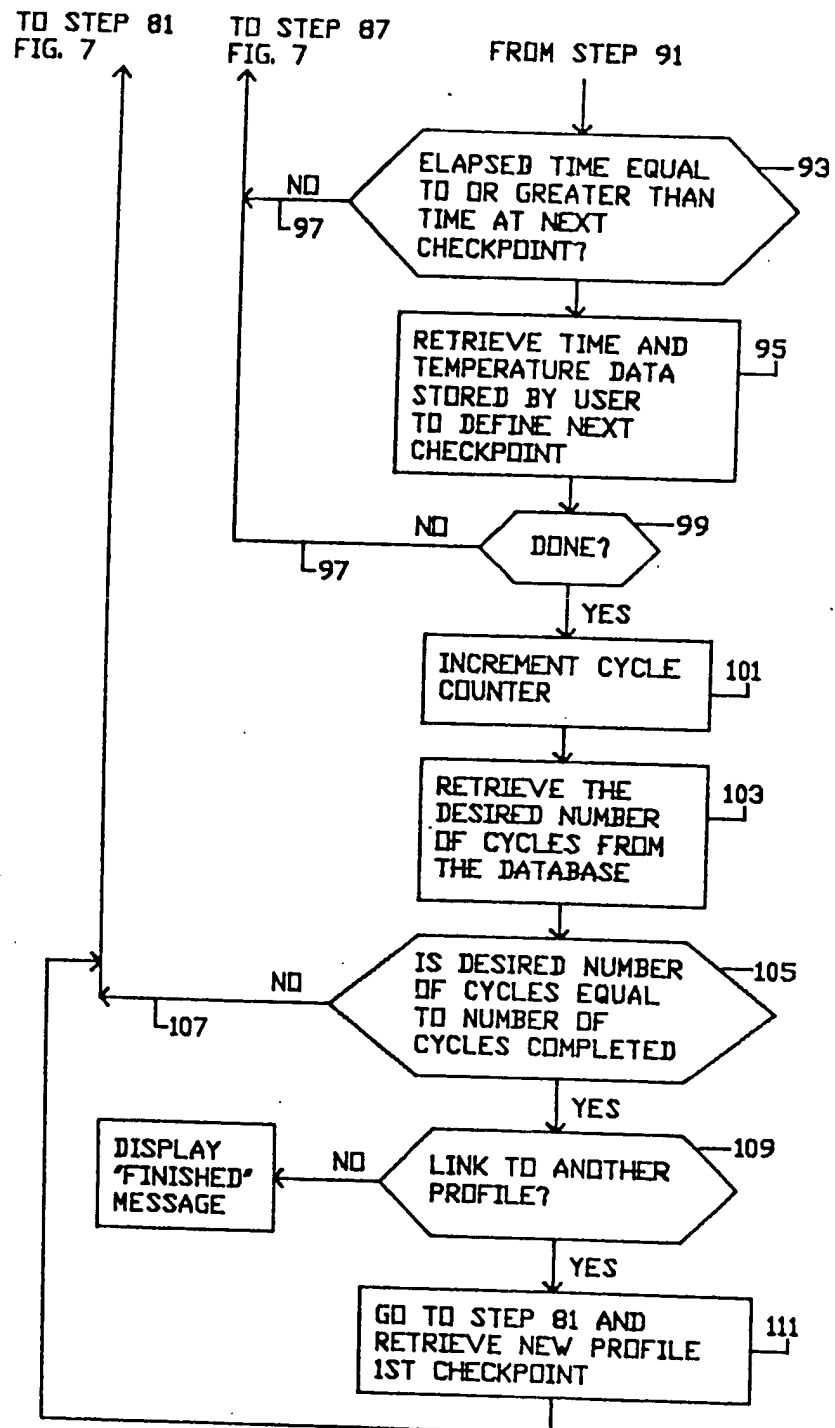 TO STEP 81
FIG. 7
TO STEP 87
FIG. 7
FROM STEP 91
ELAPSED TIME EQUAL
TO OR GREATER THAN
TIME AT NEXT
CHECKPOINT?
93
NO
97
RETRIEVE TIME AND
TEMPERATURE DATA
STORED BY USER
TO DEFINE NEXT
CHECKPOINT
95
DONE?
99
NO
97
YES
INCREMENT CYCLE
COUNTER
101
RETRIEVE THE
DESIRED NUMBER
OF CYCLES FROM
THE DATABASE
103
IS DESIRED NUMBER
OF CYCLES EQUAL
TO NUMBER OF
CYCLES COMPLETED
105
NO
107
YES
LINK TO ANOTHER
PROFILE?
109
NO
DISPLAY
"FINISHED"
MESSAGE
YES
GO TO STEP 81 AND
RETRIEVE NEW PROFILE
1ST CHECKPOINT
111